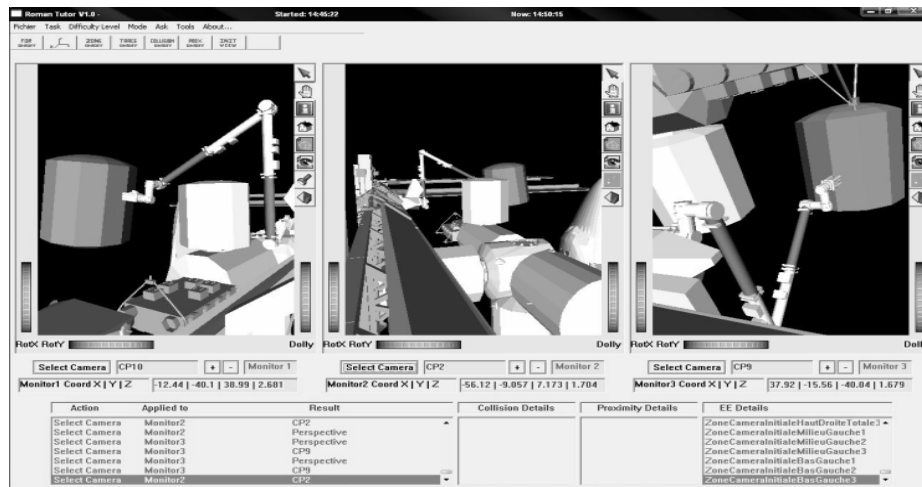 Roman Tutor V1.0 - Started: 14:45:22 Now: 14:50:15
Fichier Task Difficulty Level Mode Ask Tools About...
ZONE COLLISION INIT
VIEW
RotX RotY Dolly RotX RotY Dolly RotX RotY Dolly
Select Camera CP10 + - Monitor 1 Select Camera CP2 + - Monitor 2 Select Camera CP9 + - Monitor 3
Monitor1 Coord X | Y | Z -12.44 | -40.1 | 38.99 | 2.681 Monitor2 Coord X | Y | Z -56.12 | -9.057 | 7.173 | 1.704 Monitor3 Coord X | Y | Z 37.92 | -15.56 | -40.04 | 1.679
Action Applied to Result Collision Details Proximity Details EE Details
Select Camera Monitor2 CP2 ZoneCameraInitialeHautDroiteTotale3
Select Camera Monitor2 Perspective ZoneCameraInitialeMilieuGauche1
Select Camera Monitor3 CP9 ZoneCameraInitialeMilieuGauche2
Select Camera Monitor3 Perspective ZoneCameraInitialeMilieuGauche3
Select Camera Monitor3 CP9 ZoneCameraInitialeBasGauche1
Select Camera Monitor3 CP9 ZoneCameraInitialeBasGauche2
Select Camera Monitor2 CP2 ZoneCameraInitialeBasGauche3